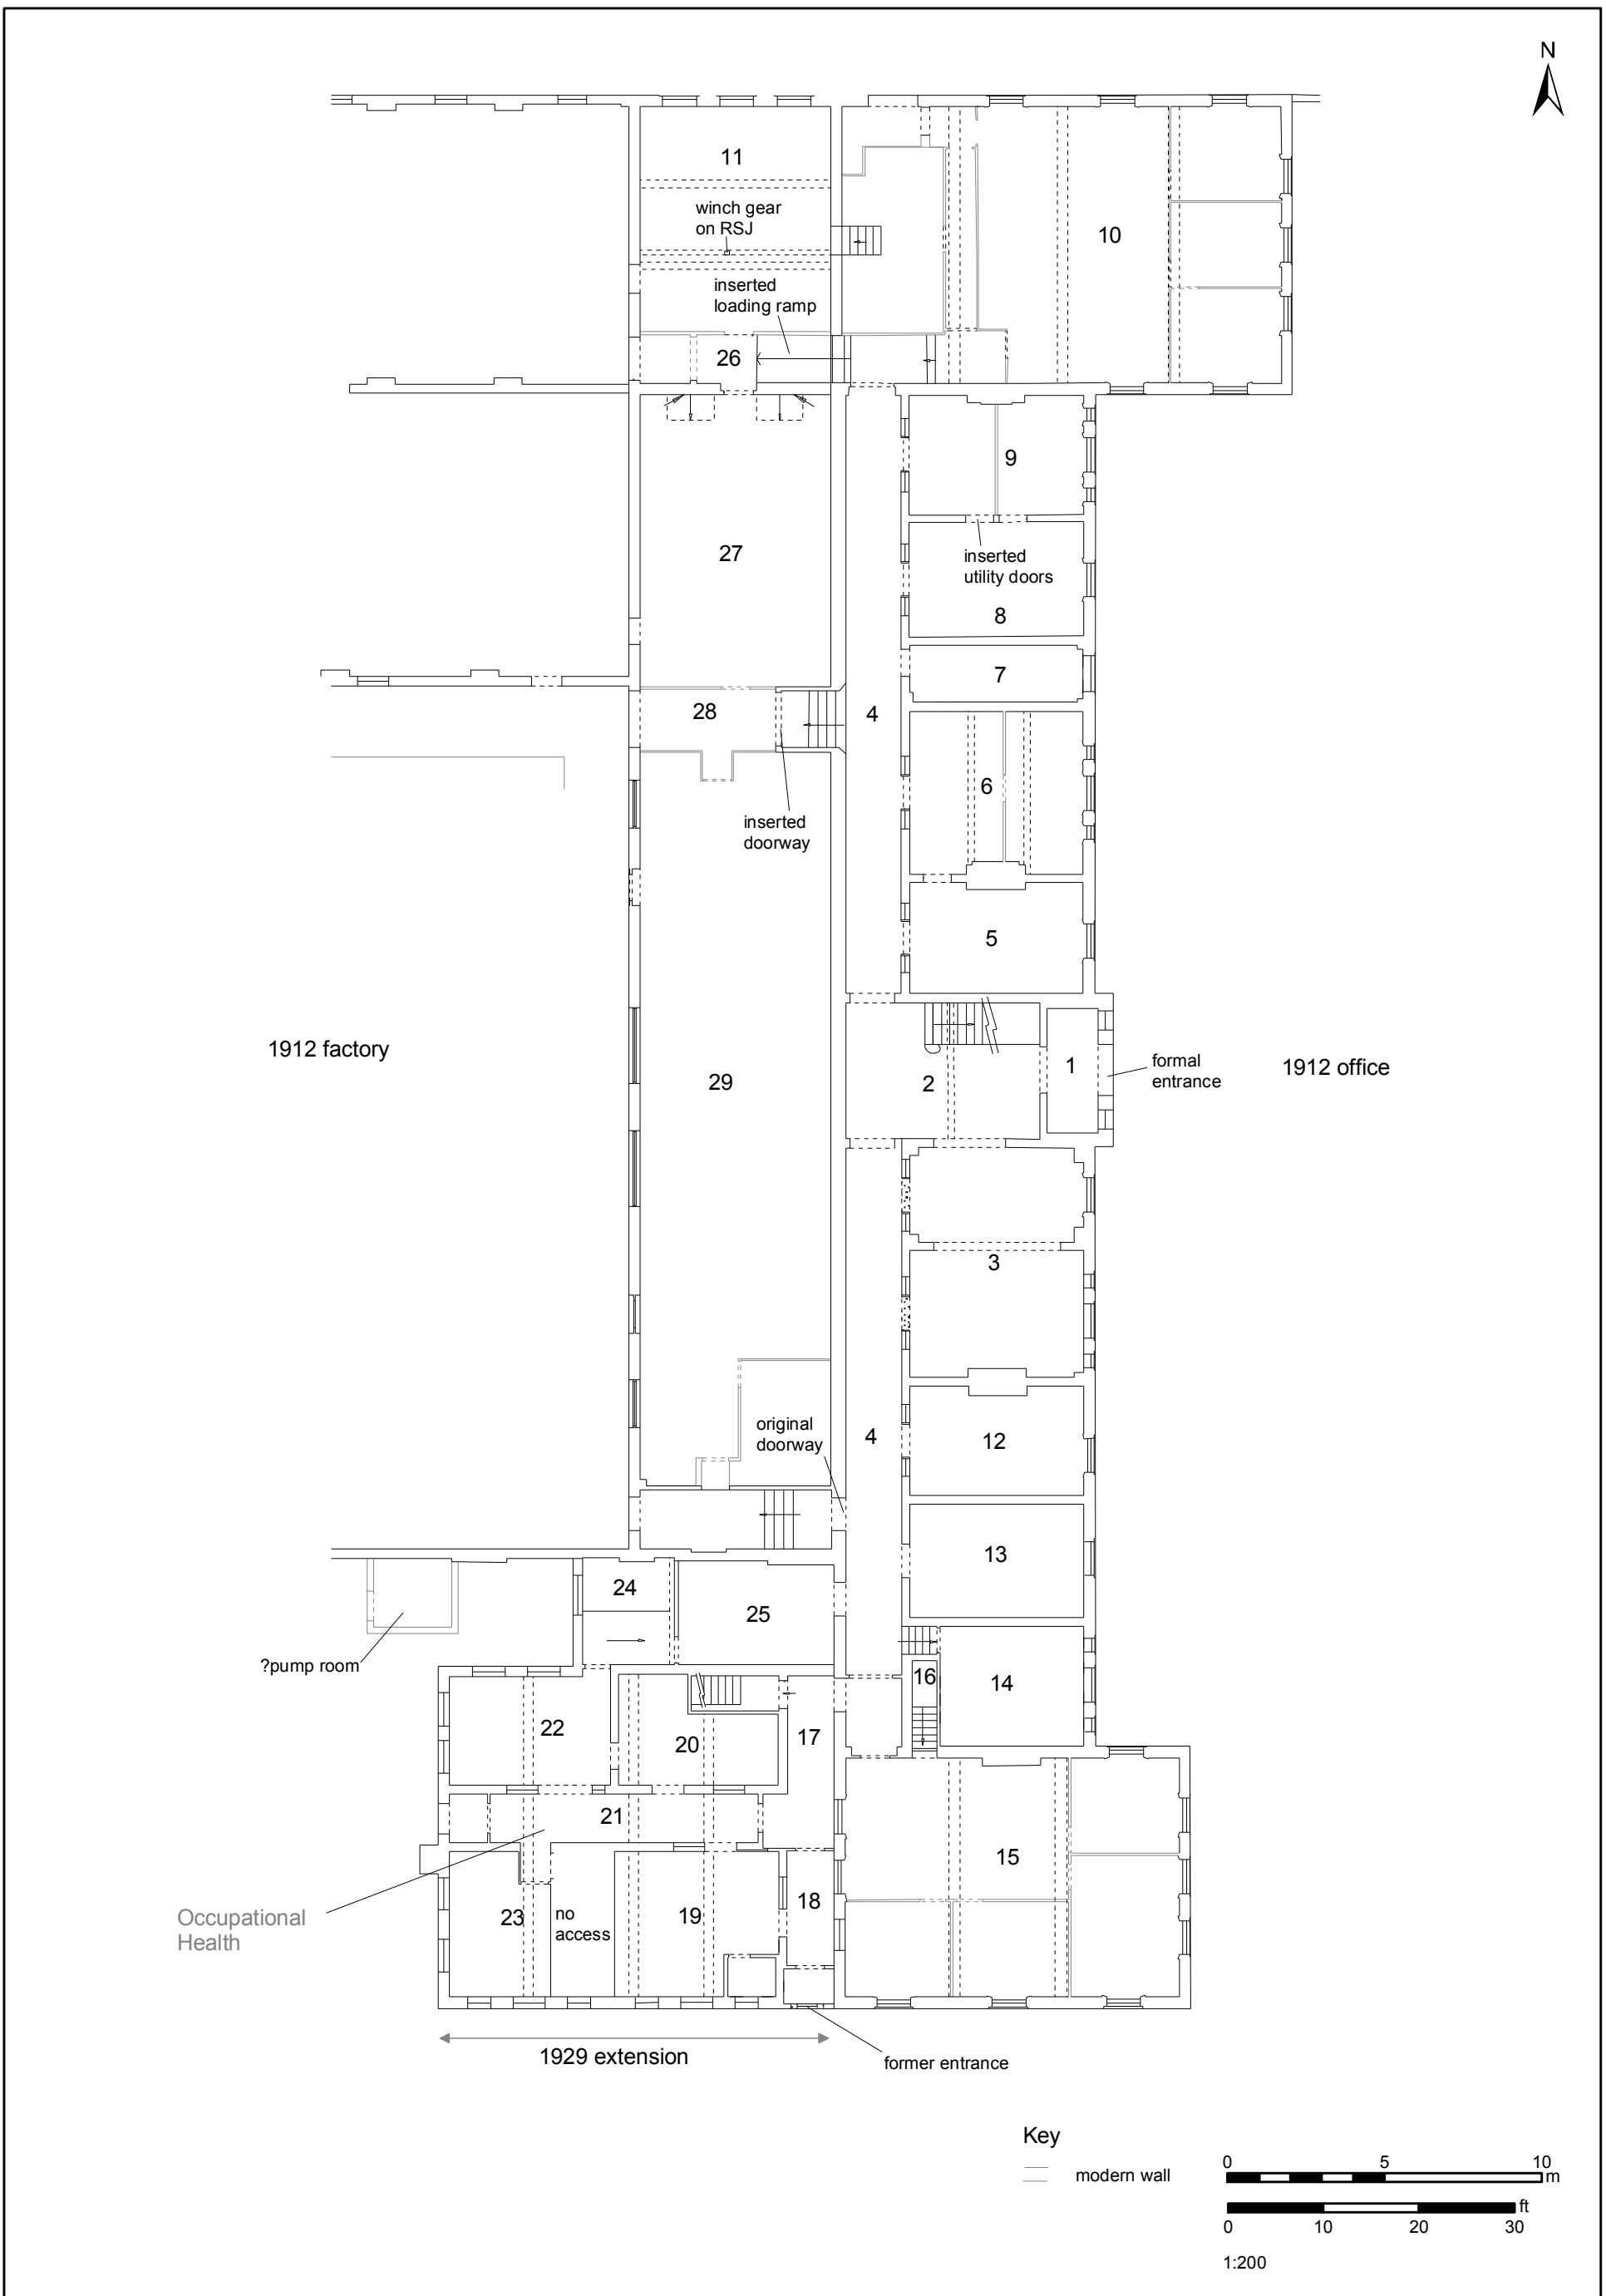 N
11
winch gear
on RSJ
10
inserted
loading ramp
26
9
27
inserted
utility doors
8
7
28
4
6
inserted
doorway
5
1912 factory
29
2
1
formal
entrance
1912 office
3
original
doorway
4
12
13
24
25
?pump room
16
14
22
20
17
21
15
Occupational
Health
23
no
access
19
18
1929 extension
former entrance
Key
modern wall
0 5 10
m
ft
0 10 20 30
1:200